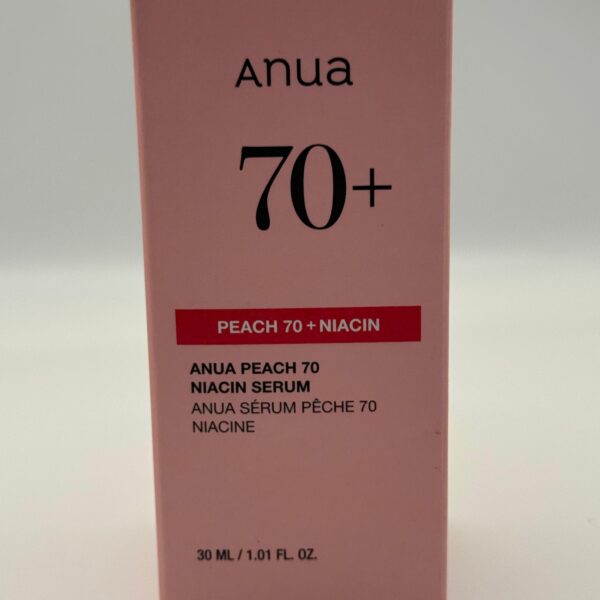 Anua
70+
PEACH 70 + NIACIN
ANUA PEACH 70
NIACIN SERUM
ANUA SÉRUM PÊCHE 70
NIACINE
30 ML / 1.01 FL. OZ.